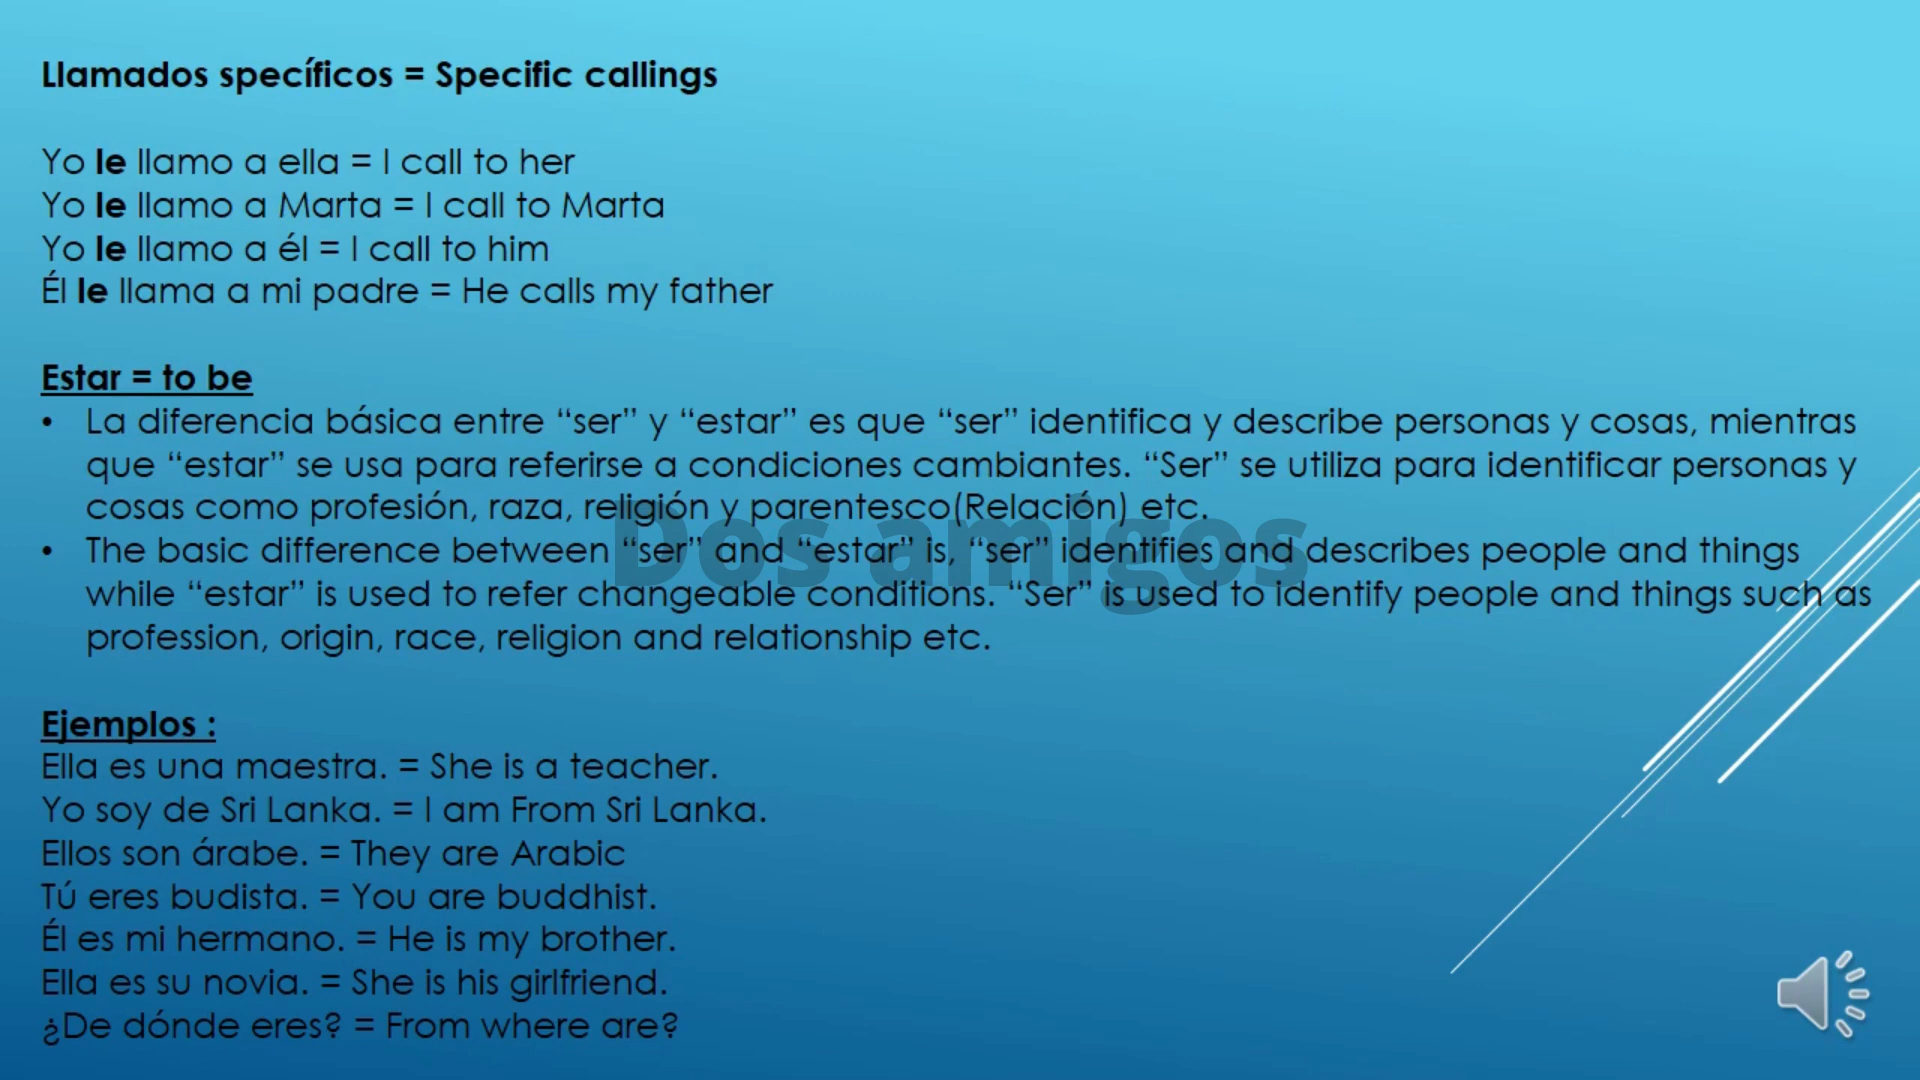 Llamados specíficos = Specific callings
Yo le llamo a ella = I call to her
Yo le llamo a Marta = I call to Marta
Yo le llamo a él = I call to him
Él le llama a mi padre = He calls my father
Estar = to be
• La diferencia básica entre “ser” y “estar” es que “ser” identifica y describe personas y cosas, mientras
que “estar” se usa para referirse a condiciones cambiantes. “Ser” se utiliza para identificar personas y
cosas como profesión, raza, religión y parentesco(Relación) etc.
Dos amigos
• The basic difference between “ser” and “estar” is, “ser” identifies and describes people and things
while “estar” is used to refer changeable conditions. “Ser” is used to identify people and things such as
profession, origin, race, religion and relationship etc.
Ejemplos :
Ella es una maestra. = She is a teacher.
Yo soy de Sri Lanka. = I am From Sri Lanka.
Ellos son árabe. = They are Arabic
Tú eres budista. = You are buddhist.
Él es mi hermano. = He is my brother.
Ella es su novia. = She is his girlfriend.
¿De dónde eres? = From where are?